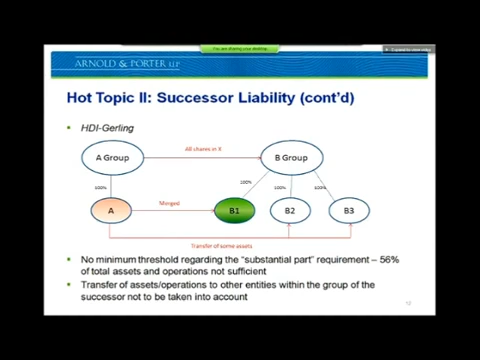 You are sharing your desktop
ARNOLD & PORTER LLP
Hot Topic II: Successor Liability (cont'd)
HDI-Gerling
A Group
All shares in X
B Group
100%
100%
100%
100%
A
Merged
B1
B2
B3
Transfer of some assets
No minimum threshold regarding the "substantial part" requirement – 56%
of total assets and operations not sufficient
Transfer of assets/operations to other entities within the group of the
successor not to be taken into account
12